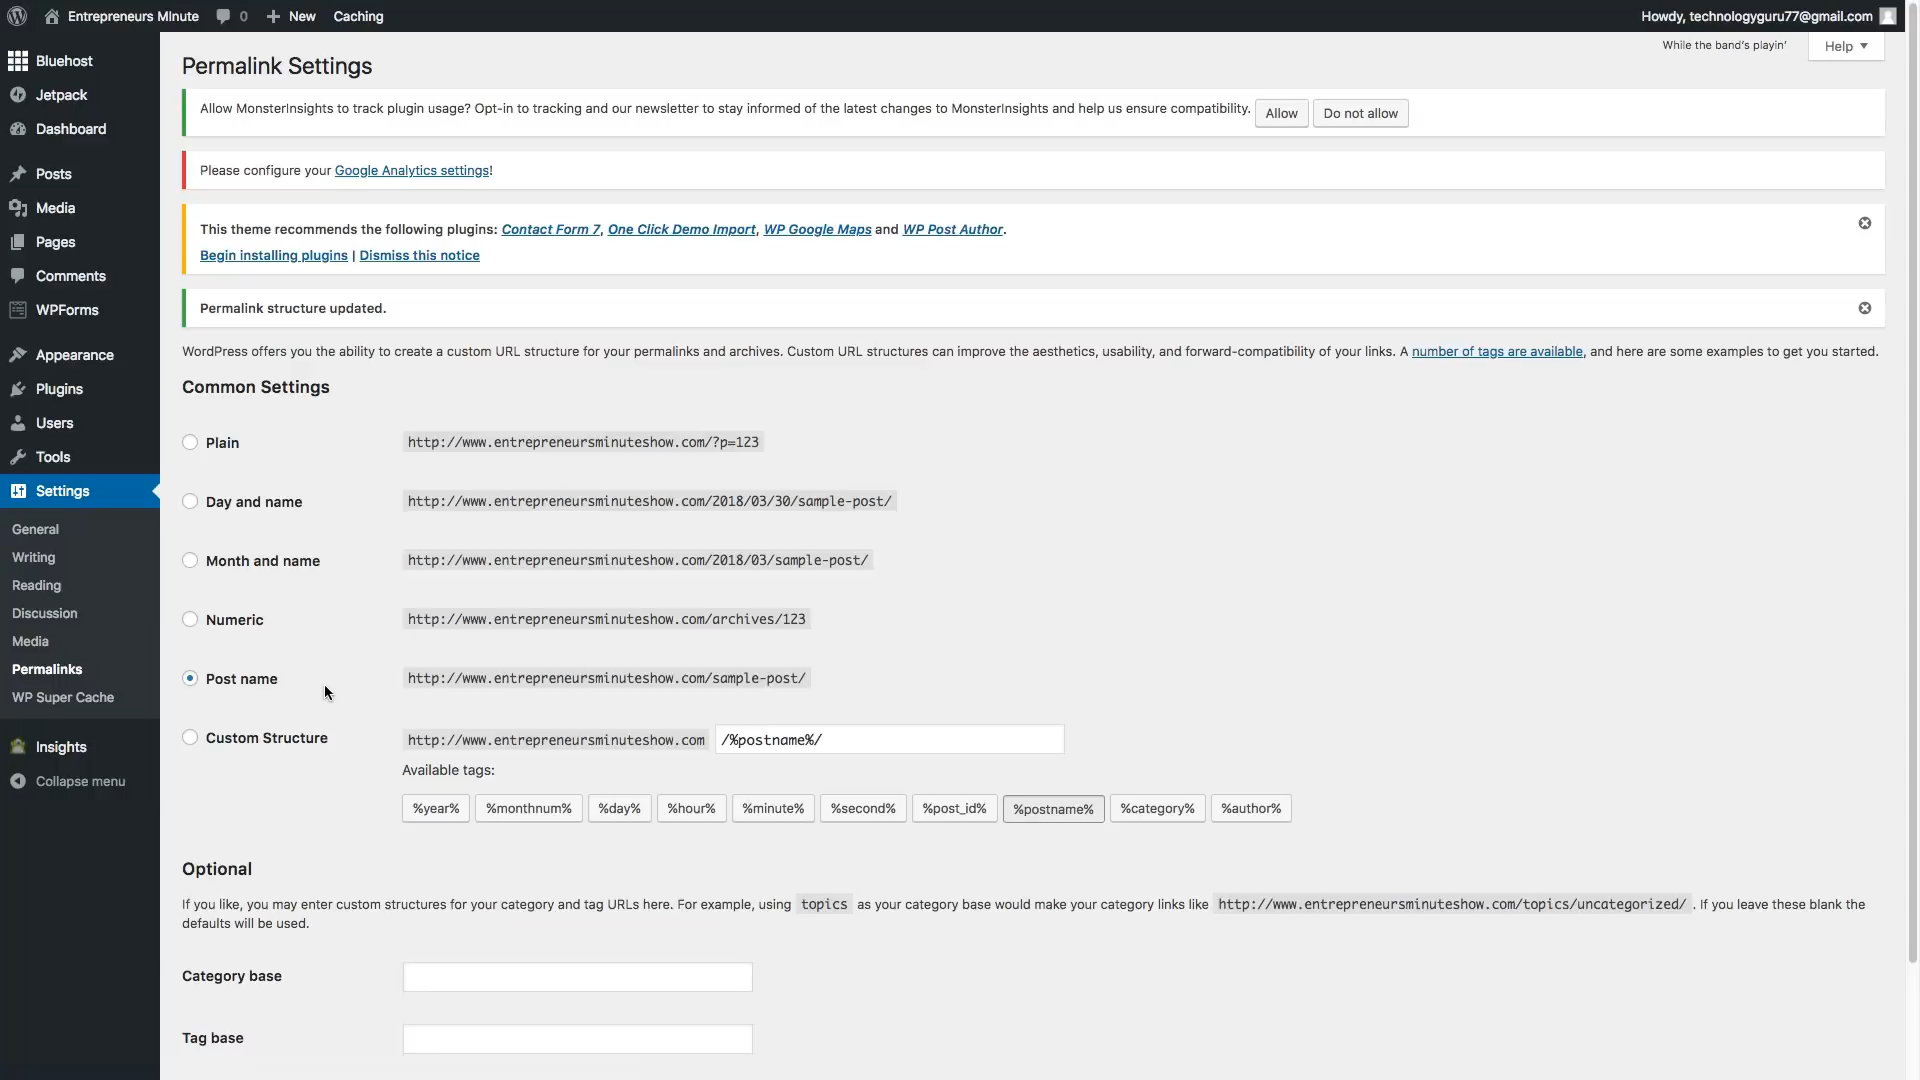 Entrepreneurs MInute 0 New Caching Howdy, technologyguru77@gmail.com
While the band's playin' Help
Bluehost
Jetpack
Dashboard
Posts
Media
Pages
Comments
WPForms
Appearance
Plugins
Users
Tools
Settings
General
Writing
Reading
Discussion
Media
Permalinks
WP Super Cache
Insights
Collapse menu
Permalink Settings
Allow MonsterInsights to track plugin usage? Opt-in to tracking and our newsletter to stay informed of the latest changes to MonsterInsights and help us ensure compatibility. Allow Do not allow
Please configure your Google Analytics settings!
This theme recommends the following plugins: Contact Form 7, One Click Demo Import, WP Google Maps and WP Post Author.
Begin installing plugins | Dismiss this notice
Permalink structure updated.
WordPress offers you the ability to create a custom URL structure for your permalinks and archives. Custom URL structures can improve the aesthetics, usability, and forward-compatibility of your links. A number of tags are available, and here are some examples to get you started.
Common Settings
Plain http://www.entrepreneursminuteshow.com/?p=123
Day and name http://www.entrepreneursminuteshow.com/2018/03/30/sample-post/
Month and name http://www.entrepreneursminuteshow.com/2018/03/sample-post/
Numeric http://www.entrepreneursminuteshow.com/archives/123
Post name http://www.entrepreneursminuteshow.com/sample-post/
Custom Structure http://www.entrepreneursminuteshow.com /%postname%/
Available tags:
%year% %monthnum% %day% %hour% %minute% %second% %post_id% %postname% %category% %author%
Optional
If you like, you may enter custom structures for your category and tag URLs here. For example, using topics as your category base would make your category links like http://www.entrepreneursminuteshow.com/topics/uncategorized/ . If you leave these blank the
defaults will be used.
Category base
Tag base